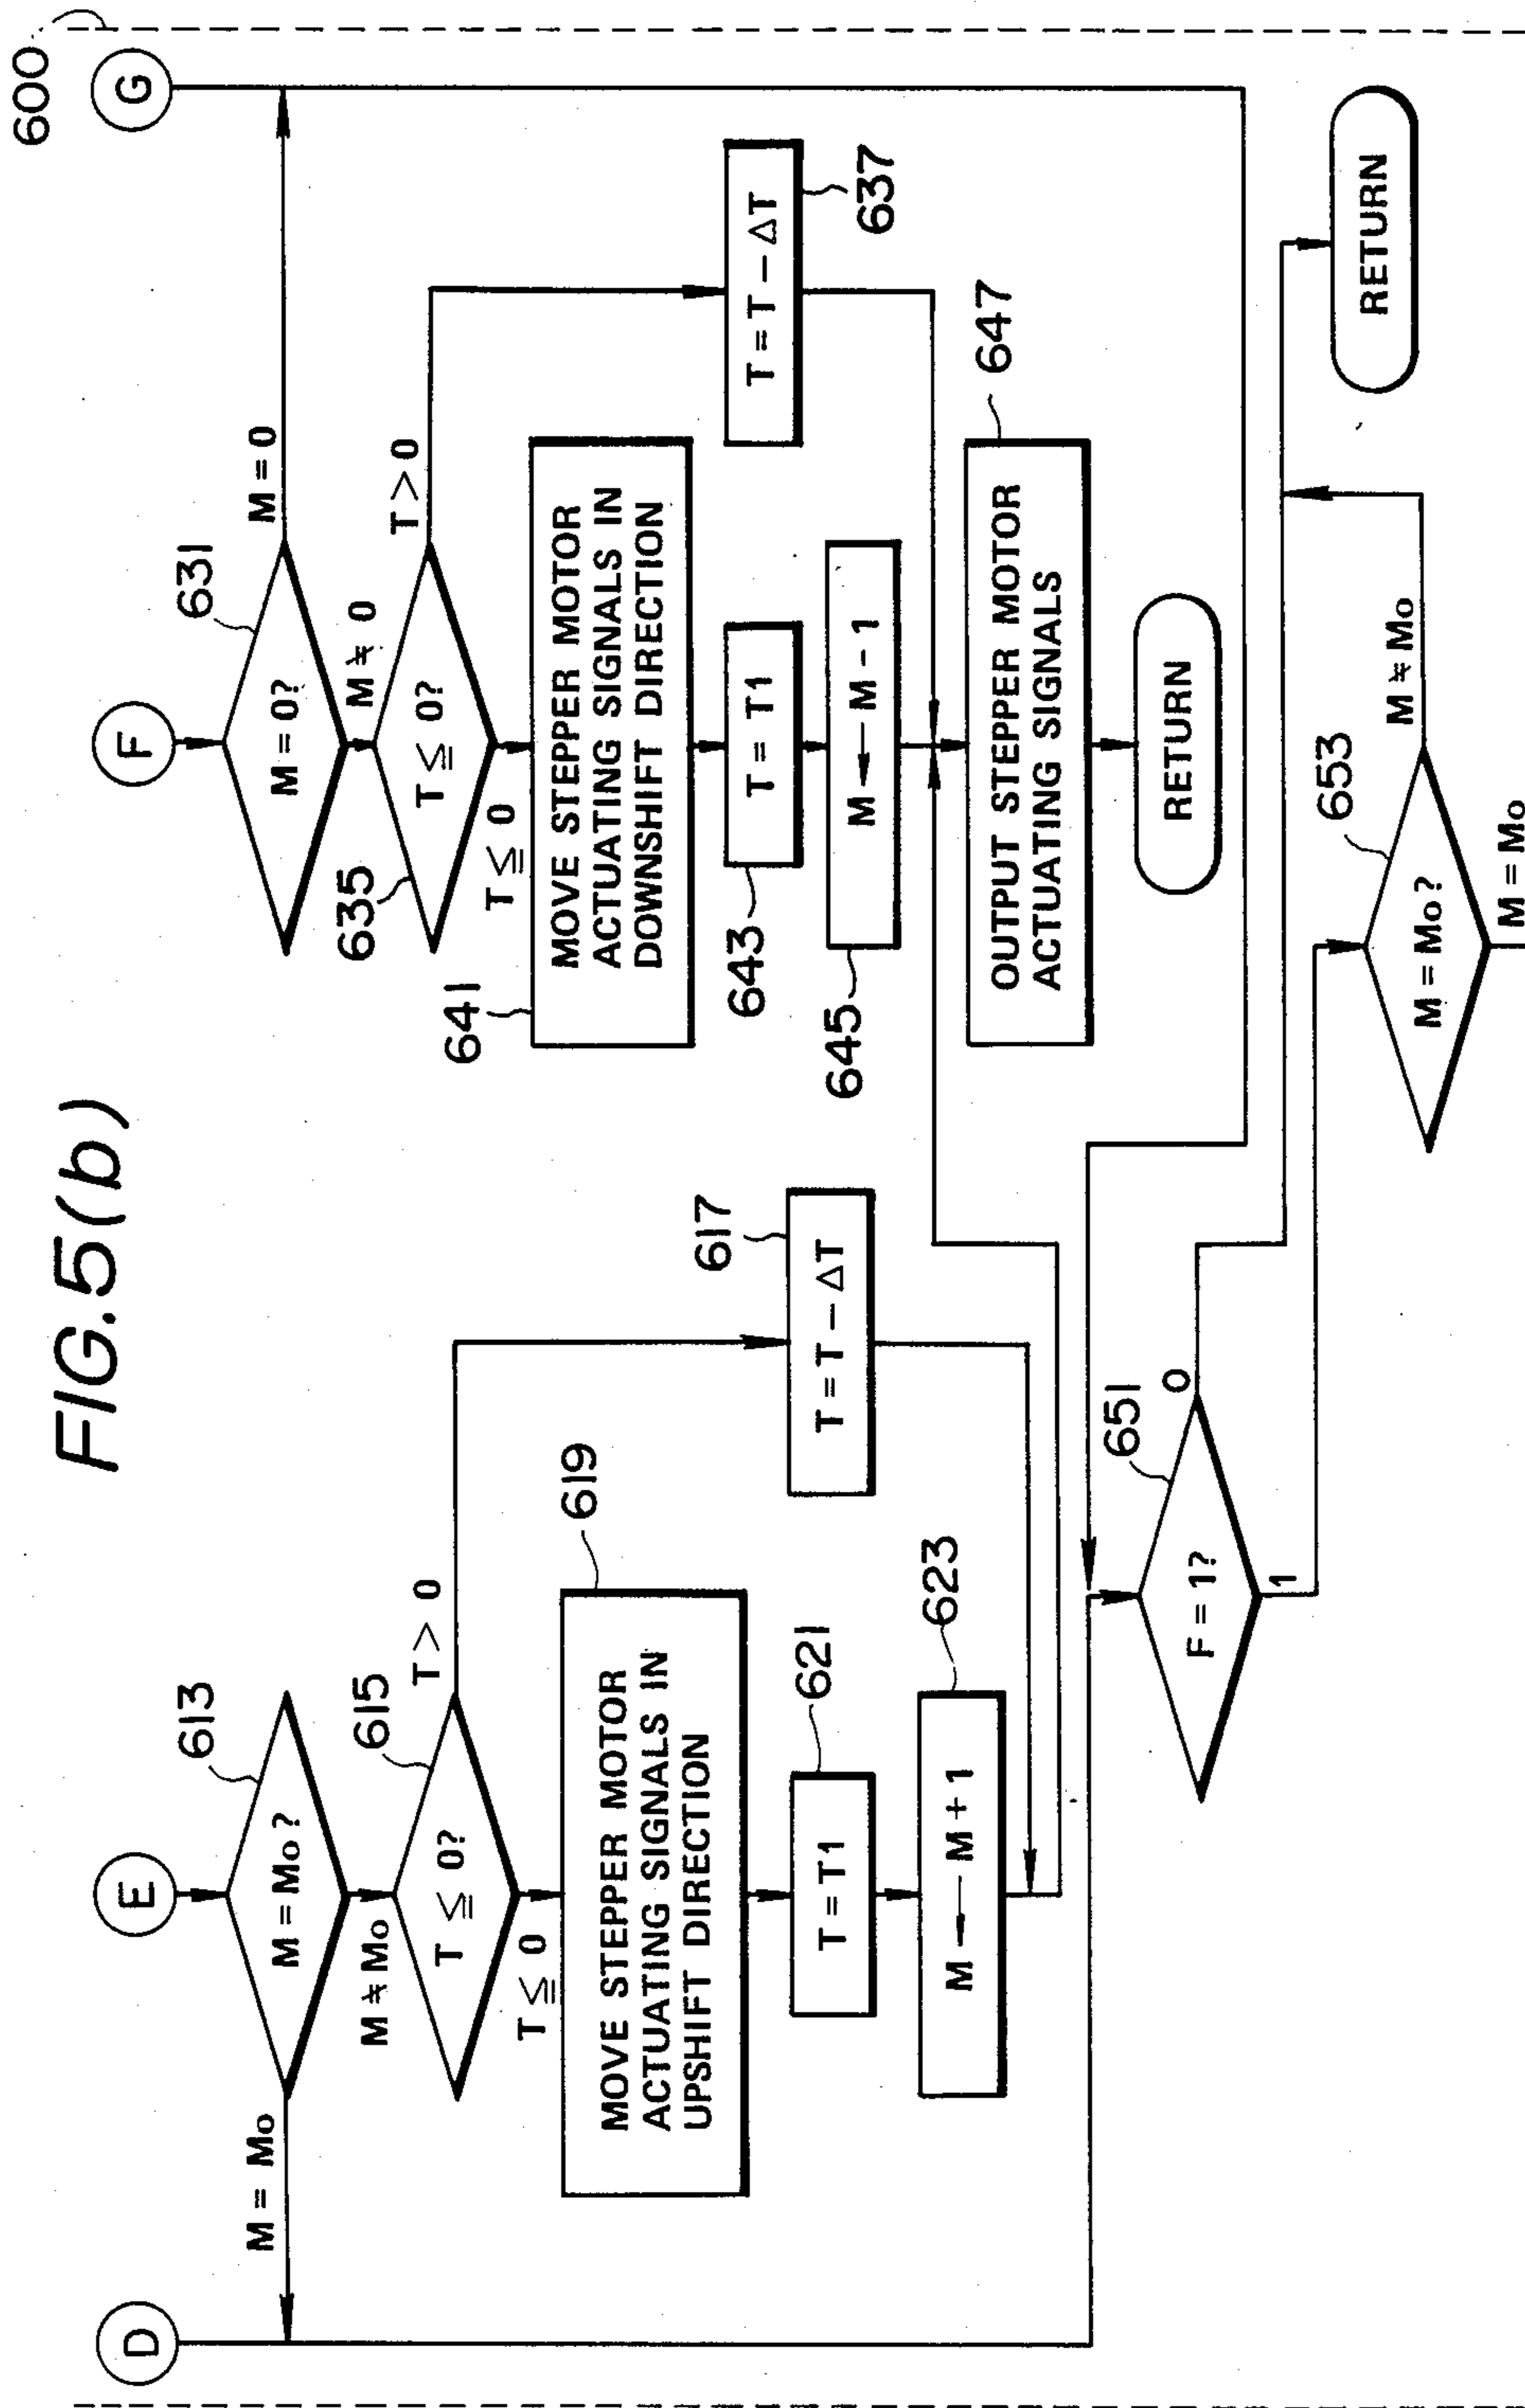 FIG.5(b)
600
D
E
F
G
613
M = Mo?
M = Mo
M ≠ Mo
615
T ≦ 0?
T > 0
T ≦ 0
619
MOVE STEPPER MOTOR
ACTUATING SIGNALS IN
UPSHIFT DIRECTION
617
T = T − ΔT
621
T = T1
623
M ← M + 1
631
M = 0?
M = 0
M ≠ 0
635
T ≦ 0?
T > 0
T ≦ 0
641
MOVE STEPPER MOTOR
ACTUATING SIGNALS IN
DOWNSHIFT DIRECTION
637
T = T − ΔT
643
T = T1
645
M ← M − 1
647
OUTPUT STEPPER MOTOR
ACTUATING SIGNALS
RETURN
651
F = 1?
0
1
653
M = Mo?
M ≠ Mo
M = Mo
RETURN